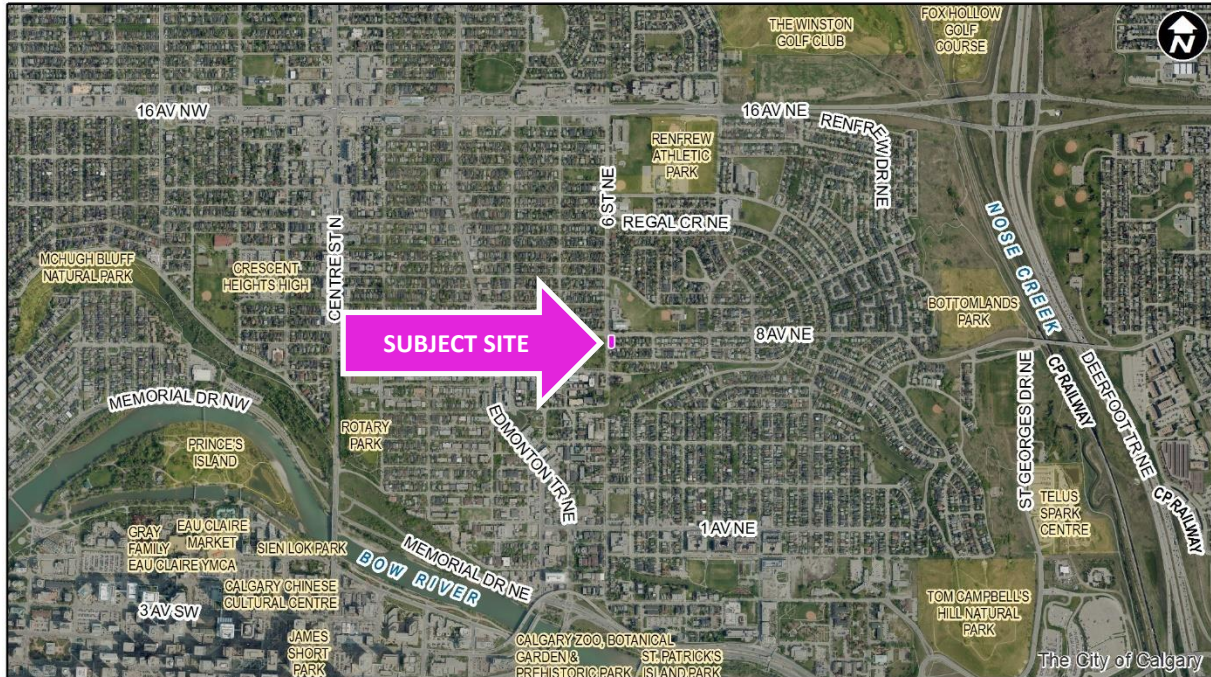 THE WINSTON
GOLF CLUB
FOX HOLLOW
GOLF
COURSE
N
16 AV NW
16 AV NE
RENFREW DR NE
RENFREW
ATHLETIC
PARK
6 ST NE
REGAL CR NE
NOSE CREEK
CENTRE ST N
MCHUGH BLUFF
NATURAL PARK
CRESCENT
HEIGHTS HIGH
BOTTOMLANDS
PARK
SUBJECT SITE
8 AV NE
MEMORIAL DR NW
EDMONTON TR NE
ST GEORGES DR NE
CP RAILWAY
DEERFOOT TR NE
CP RAILWAY
ROTARY
PARK
PRINCE'S
ISLAND
TELUS
SPARK
CENTRE
EAU CLAIRE
MARKET
GRAY
FAMILY
EAU CLAIRE YMCA
SIEN LOK PARK
1 AV NE
MEMORIAL DR NE
BOW RIVER
CALGARY CHINESE
CULTURAL CENTRE
3 AV SW
TOM CAMPBELL'S
HILL NATURAL
PARK
JAMES
SHORT
PARK
CALGARY ZOO, BOTANICAL
GARDEN &
PREHISTORIC PARK
ST. PATRICK'S
ISLAND PARK
The City of Calgary